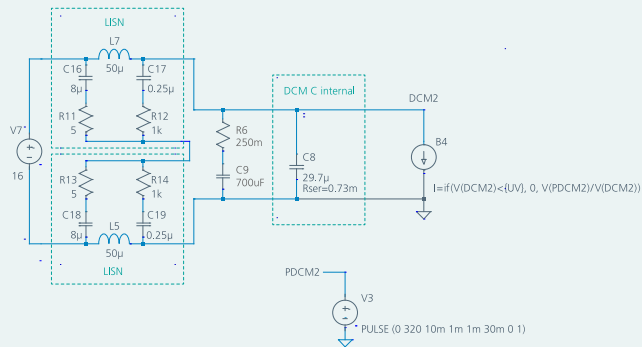 LISN
L7
50µ
C16
8µ
C17
0.25µ
R11
5
R12
1k
V7
16
R13
5
R14
1k
C18
8µ
L5
50µ
C19
0.25µ
LISN
R6
250m
C9
700uF
DCM C internal
C8
29.7µ
Rser=0.73m
DCM2
B4
I=if(V(DCM2)<{UV}, 0, V(PDCM2)/V(DCM2))
PDCM2
V3
PULSE (0 320 10m 1m 1m 30m 0 1)